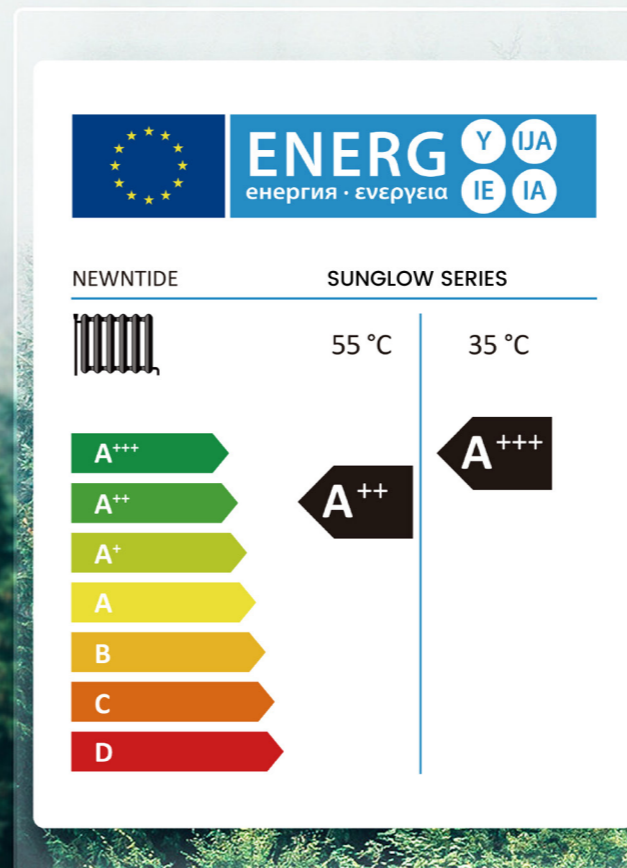 ENERG Y IJA
енергия · ενεργεια IE IA
NEWNTIDE SUNGLOW SERIES
55 °C 35 °C
A+++ A+++
A++ A++
A+
A
B
C
D